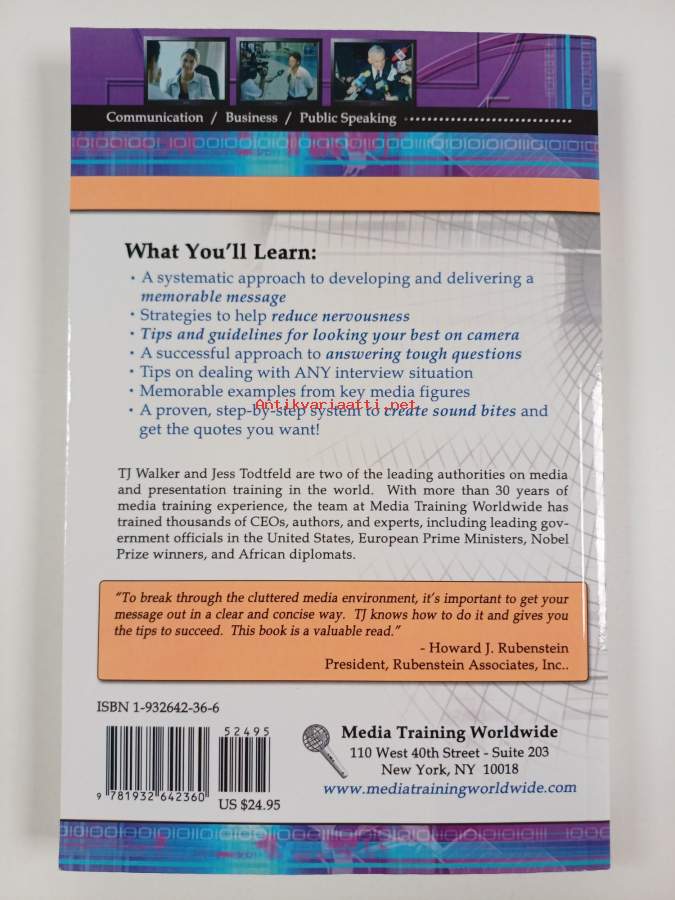 Communication / Business / Public Speaking
What You'll Learn:
• A systematic approach to developing and delivering a
memorable message
• Strategies to help reduce nervousness
• Tips and guidelines for looking your best on camera
• A successful approach to answering tough questions
• Tips on dealing with ANY interview situation
• Memorable examples from key media figures
Antikvariaatti.net
• A proven, step-by-step system to create sound bites and
get the quotes you want!
TJ Walker and Jess Todtfeld are two of the leading authorities on media
and presentation training in the world. With more than 30 years of
media training experience, the team at Media Training Worldwide has
trained thousands of CEOs, authors, and experts, including leading gov-
ernment officials in the United States, European Prime Ministers, Nobel
Prize winners, and African diplomats.
"To break through the cluttered media environment, it's important to get your
message out in a clear and concise way. TJ knows how to do it and gives you
the tips to succeed. This book is a valuable read."
- Howard J. Rubenstein
President, Rubenstein Associates, Inc..
ISBN 1-932642-36-6
52495
9 781932 642360
US $24.95
Media Training Worldwide
110 West 40th Street - Suite 203
New York, NY 10018
www.mediatrainingworldwide.com